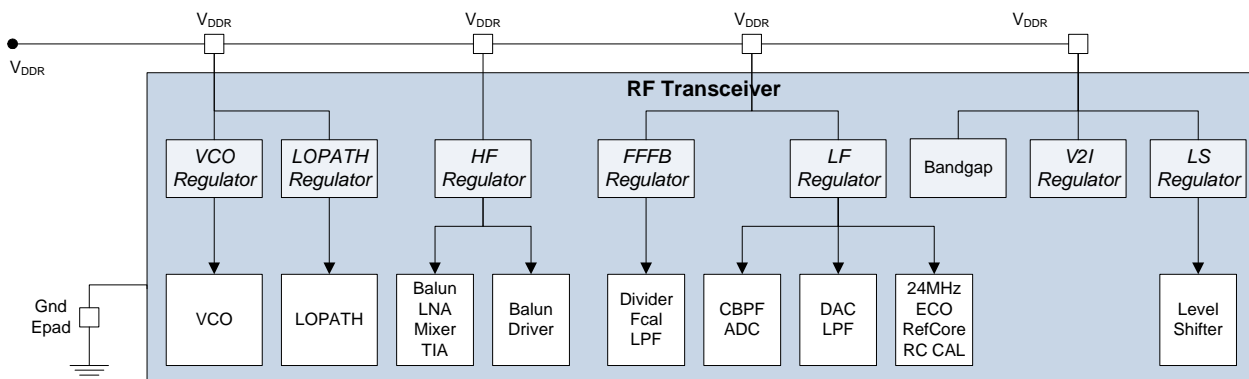 VDDR
VDDR
VDDR
VDDR
VDDR
RF Transceiver
VCO
Regulator
LOPATH
Regulator
HF
Regulator
FFFB
Regulator
LF
Regulator
Bandgap
V2I
Regulator
LS
Regulator
Gnd
Epad
VCO
LOPATH
Balun
LNA
Mixer
TIA
Balun
Driver
Divider
Fcal
LPF
CBPF
ADC
DAC
LPF
24MHz
ECO
RefCore
RC CAL
Level
Shifter